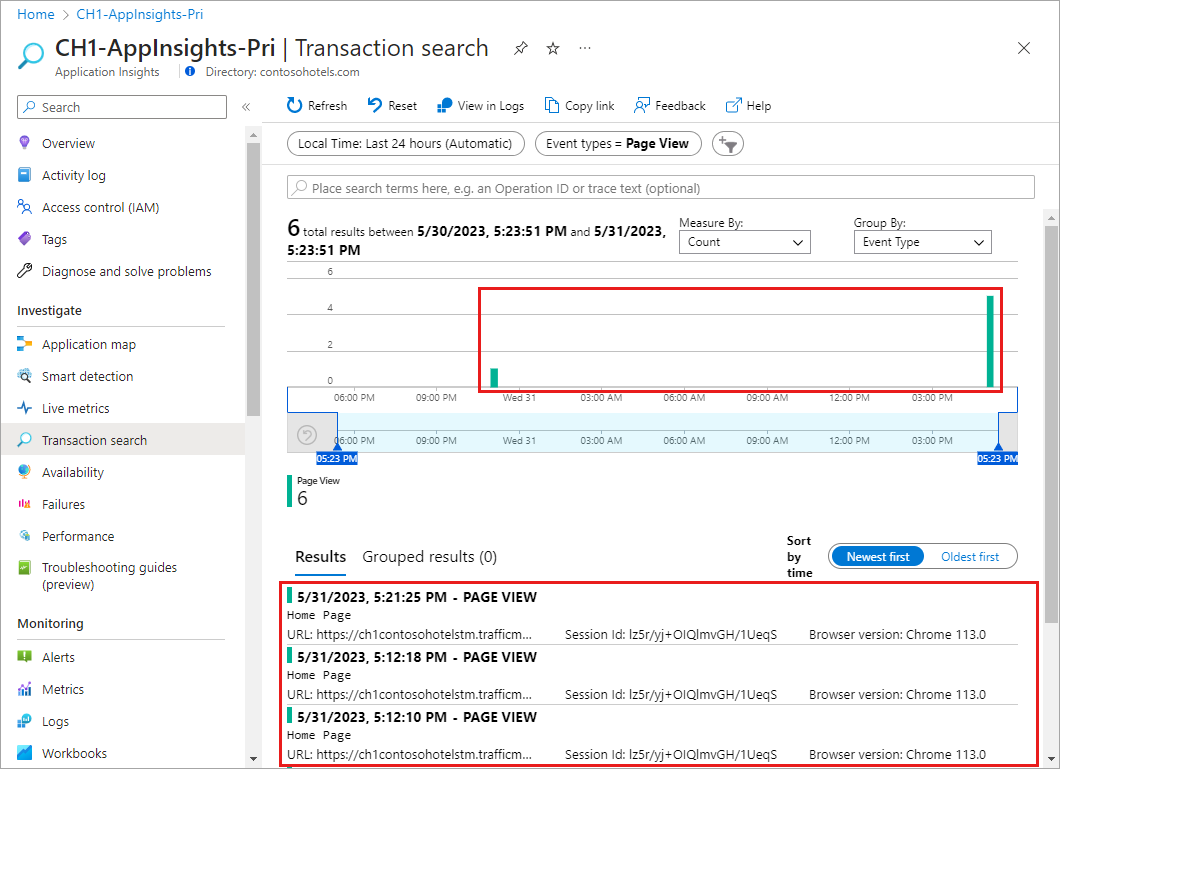 Home > CH1-AppInsights-Pri
CH1-AppInsights-Pri | Transaction search
Application Insights
Directory: contosohotels.com
Search
Overview
Activity log
Access control (IAM)
Tags
Diagnose and solve problems
Investigate
Application map
Smart detection
Live metrics
Transaction search
Availability
Failures
Performance
Troubleshooting guides
(preview)
Monitoring
Alerts
Metrics
Logs
Workbooks
Refresh Reset View in Logs Copy link Feedback Help
Local Time: Last 24 hours (Automatic) Event types = Page View
Place search terms here, e.g. an Operation ID or trace text (optional)
6 total results between 5/30/2023, 5:23:51 PM and 5/31/2023,
5:23:51 PM
Measure By:
Count
Group By:
Event Type
6
4
2
0
06:00 PM 09:00 PM Wed 31 03:00 AM 06:00 AM 09:00 AM 12:00 PM 03:00 PM
06:00 PM 09:00 PM Wed 31 03:00 AM 06:00 AM 09:00 AM 12:00 PM 03:00 PM
05:23 PM 05:23 PM
Page View
6
Results Grouped results (0)
Sort
by
time
Newest first Oldest first
5/31/2023, 5:21:25 PM - PAGE VIEW
Home Page
URL: https://ch1contosohotelstm.trafficm... Session Id: lz5r/yj+OIQlmvGH/1UeqS Browser version: Chrome 113.0
5/31/2023, 5:12:18 PM - PAGE VIEW
Home Page
URL: https://ch1contosohotelstm.trafficm... Session Id: lz5r/yj+OIQlmvGH/1UeqS Browser version: Chrome 113.0
5/31/2023, 5:12:10 PM - PAGE VIEW
Home Page
URL: https://ch1contosohotelstm.trafficm... Session Id: lz5r/yj+OIQlmvGH/1UeqS Browser version: Chrome 113.0